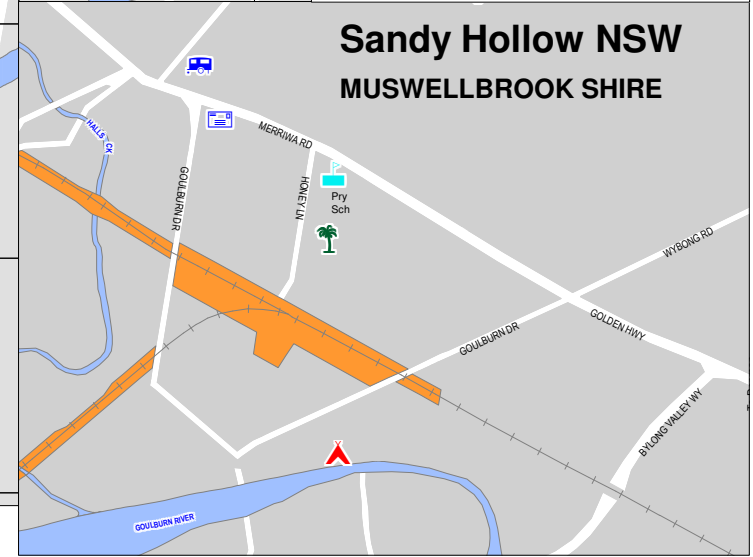 Sandy Hollow NSW
MUSWELLBROOK SHIRE
HALLS CK
MERRIWA RD
GOULBURN DR
HONEY LN
Pry
Sch
WYBONG RD
GOULBURN DR
GOLDEN HWY
BYLONG VALLEY WY
GOULBURN RIVER